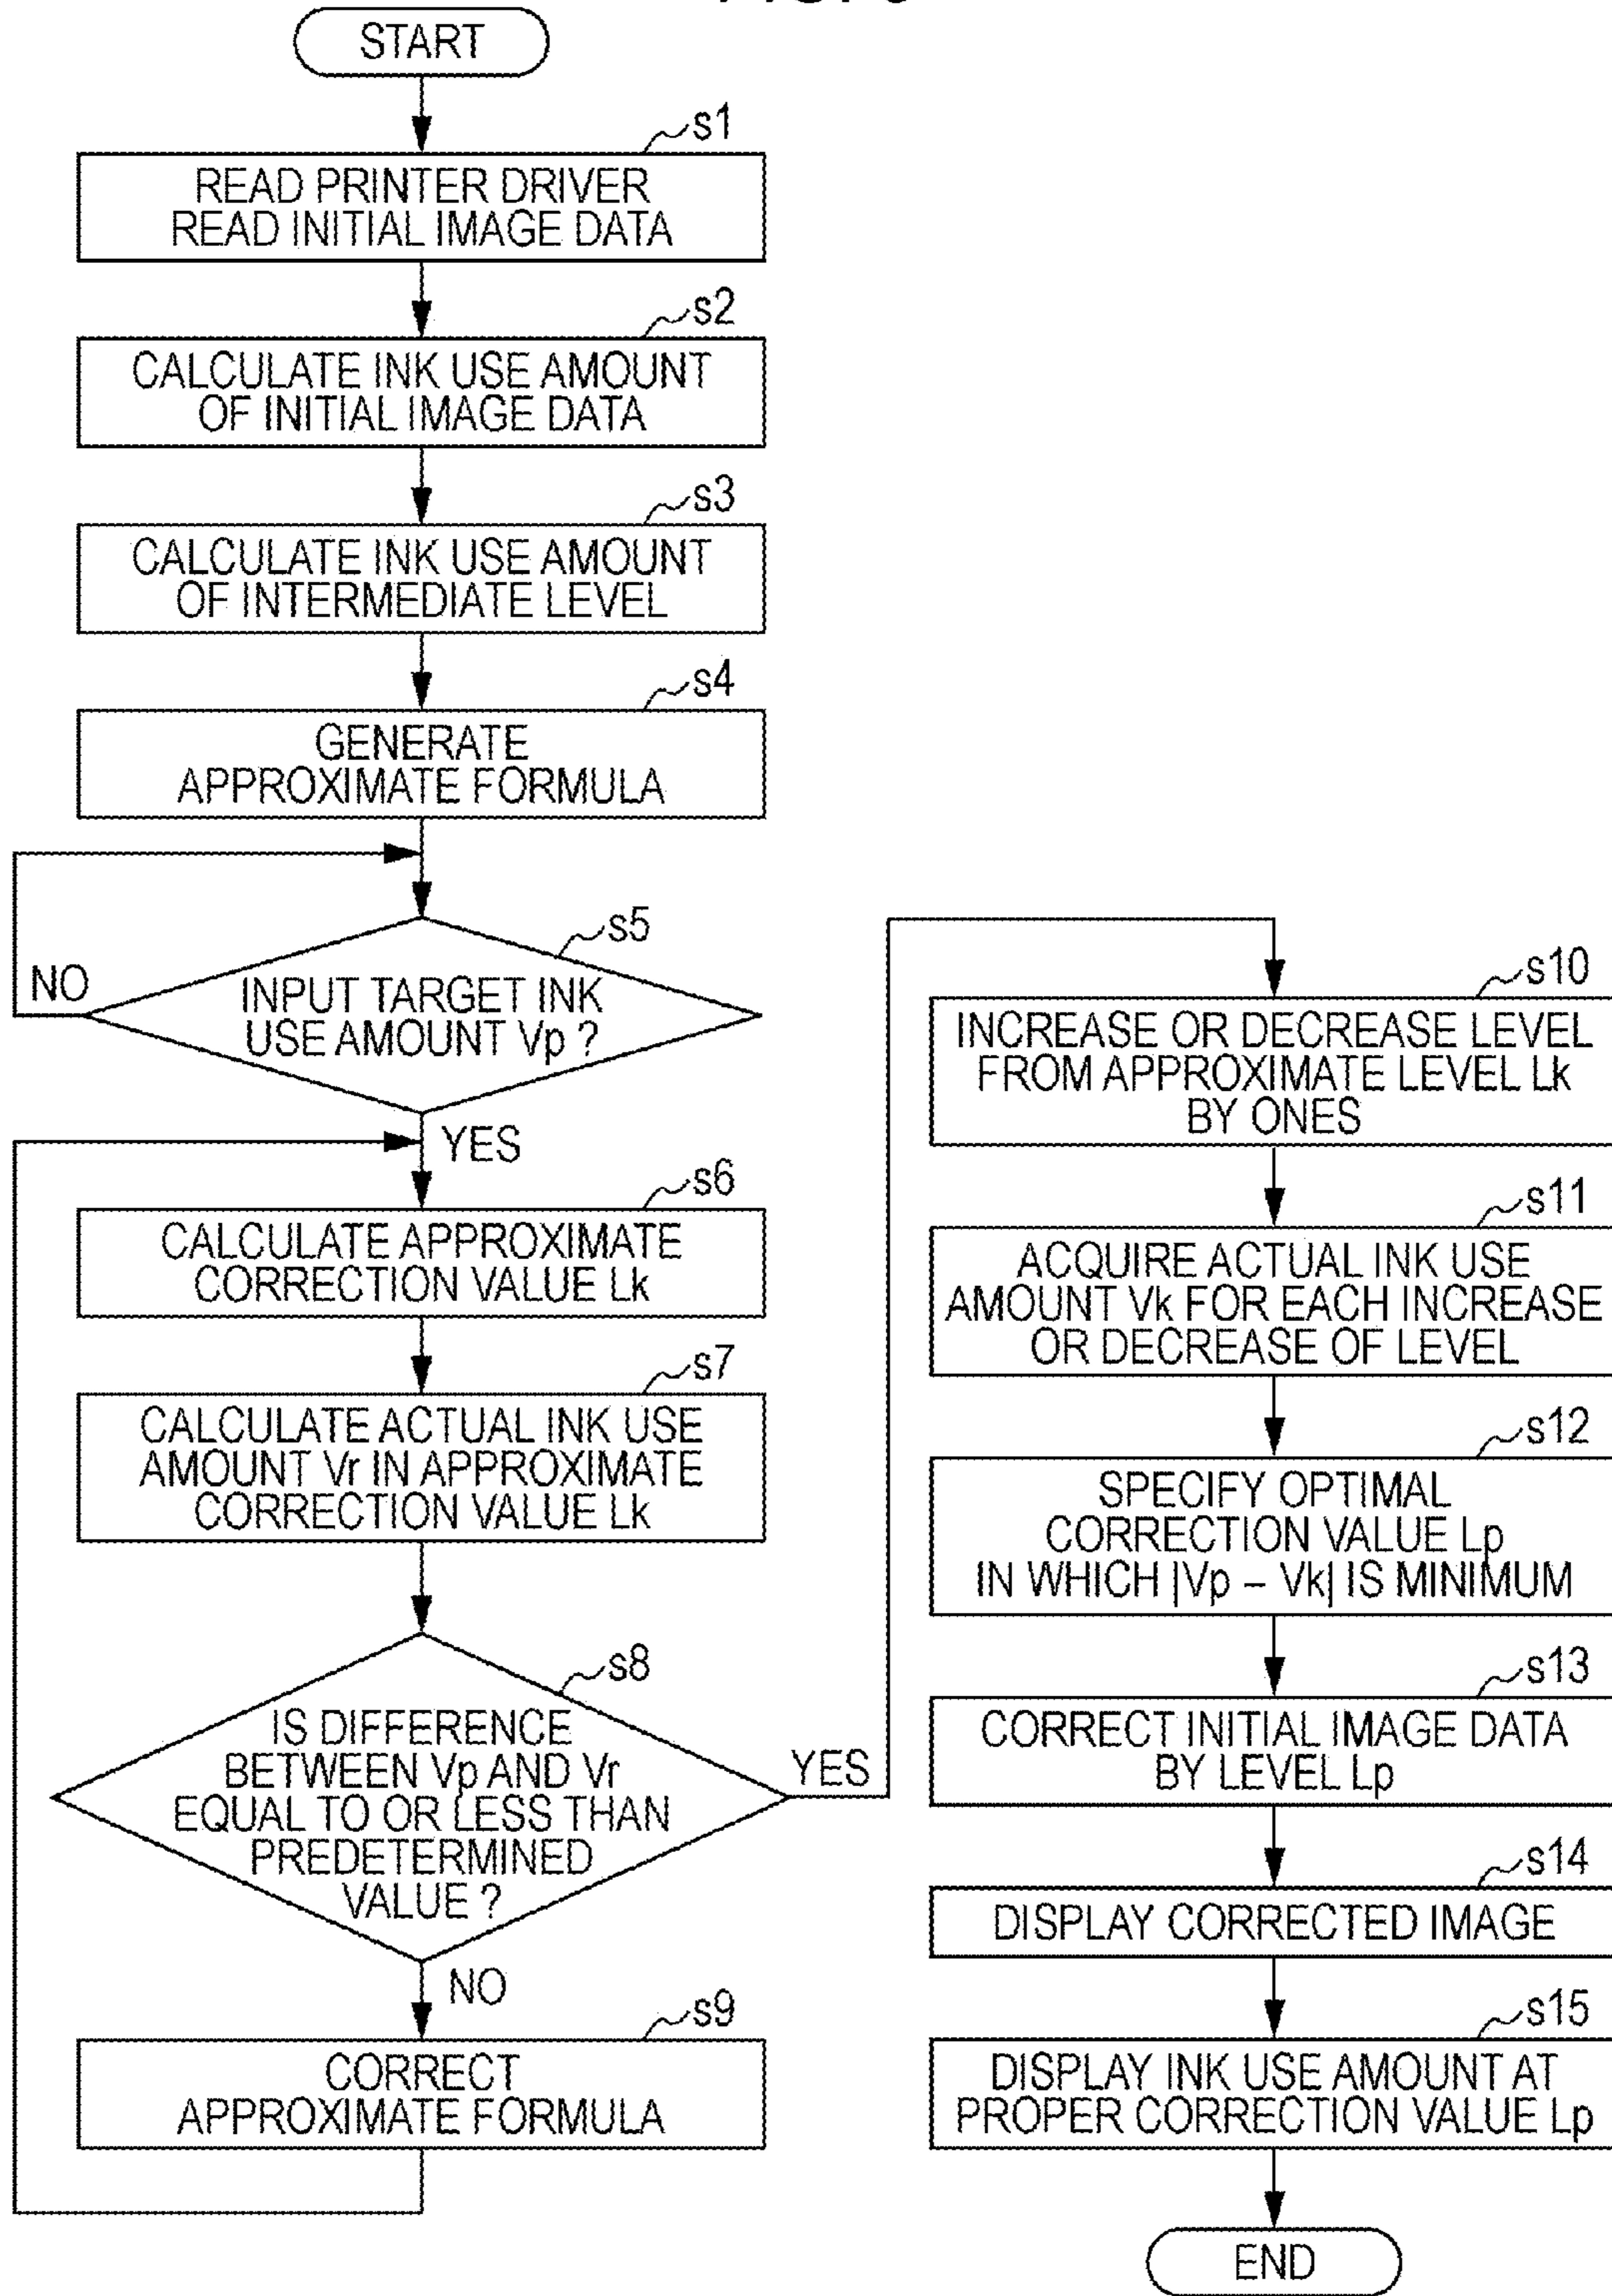 START
s1
READ PRINTER DRIVER
READ INITIAL IMAGE DATA
s2
CALCULATE INK USE AMOUNT
OF INITIAL IMAGE DATA
s3
CALCULATE INK USE AMOUNT
OF INTERMEDIATE LEVEL
s4
GENERATE
APPROXIMATE FORMULA
s5
NO
INPUT TARGET INK
USE AMOUNT Vp ?
YES
s6
CALCULATE APPROXIMATE
CORRECTION VALUE Lk
s7
CALCULATE ACTUAL INK USE
AMOUNT Vr IN APPROXIMATE
CORRECTION VALUE Lk
s8
IS DIFFERENCE
BETWEEN Vp AND Vr
EQUAL TO OR LESS THAN
PREDETERMINED
VALUE ?
YES
NO
s9
CORRECT
APPROXIMATE FORMULA
s10
INCREASE OR DECREASE LEVEL
FROM APPROXIMATE LEVEL Lk
BY ONES
s11
ACQUIRE ACTUAL INK USE
AMOUNT Vk FOR EACH INCREASE
OR DECREASE OF LEVEL
s12
SPECIFY OPTIMAL
CORRECTION VALUE Lp
IN WHICH |Vp – Vk| IS MINIMUM
s13
CORRECT INITIAL IMAGE DATA
BY LEVEL Lp
s14
DISPLAY CORRECTED IMAGE
s15
DISPLAY INK USE AMOUNT AT
PROPER CORRECTION VALUE Lp
END